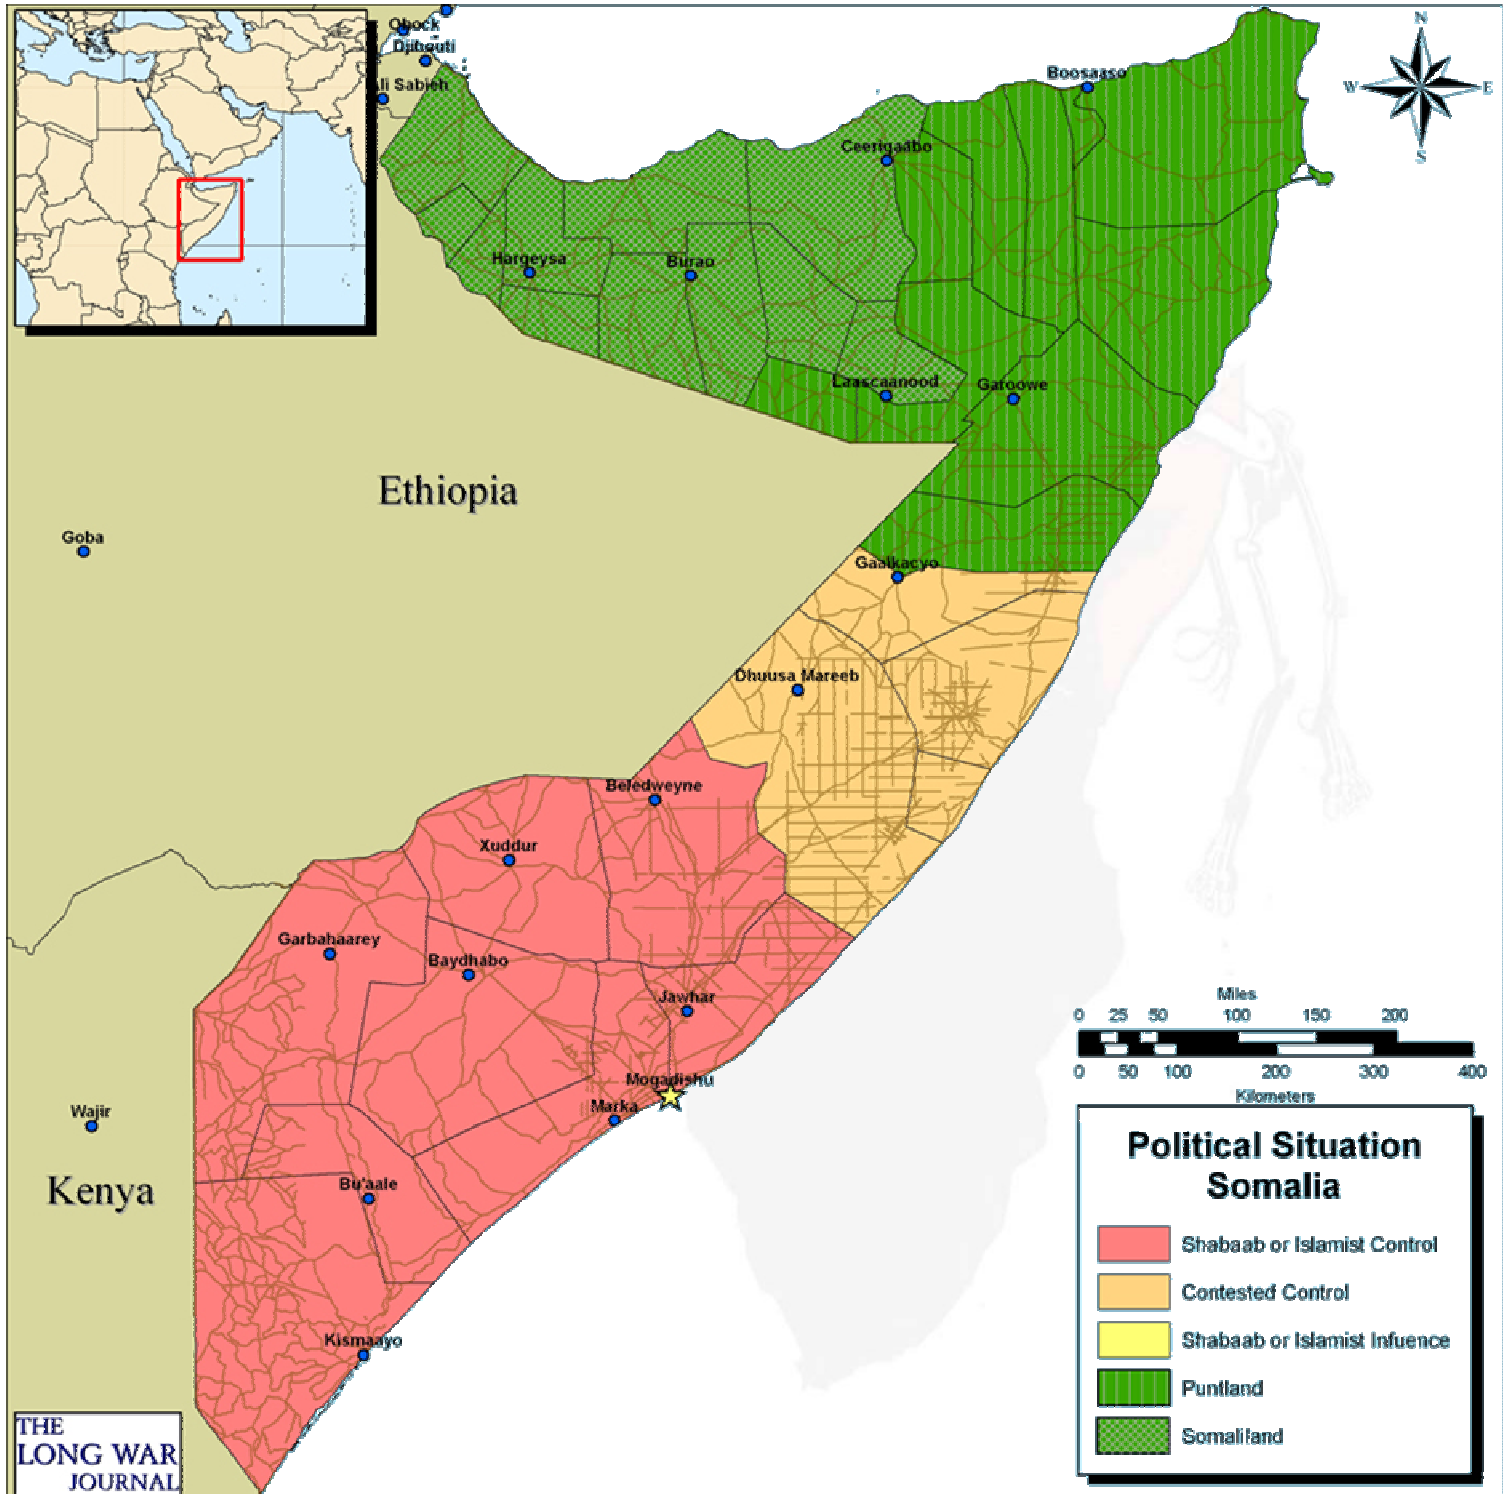 Obock
Djibouti
Ali Sabieh
Boosaaso
N
W
E
S
Ceerigaabo
Hargeysa
Burao
Laascaanood
Garoowe
Ethiopia
Goba
Gaalkacyo
Dhuusa Mareeb
Beledweyne
Xuddur
Garbahaarey
Baydhabo
Jawhar
Mogadishu
Marka
Wajir
Kenya
Bu'aale
Kismaayo
Miles
0 25 50 100 150 200
0 50 100 200 300 400
Kilometers
Political Situation
Somalia
Shabaab or Islamist Control
Contested Control
Shabaab or Islamist Infuence
Puntland
Somaliland
THE
LONG WAR
JOURNAL